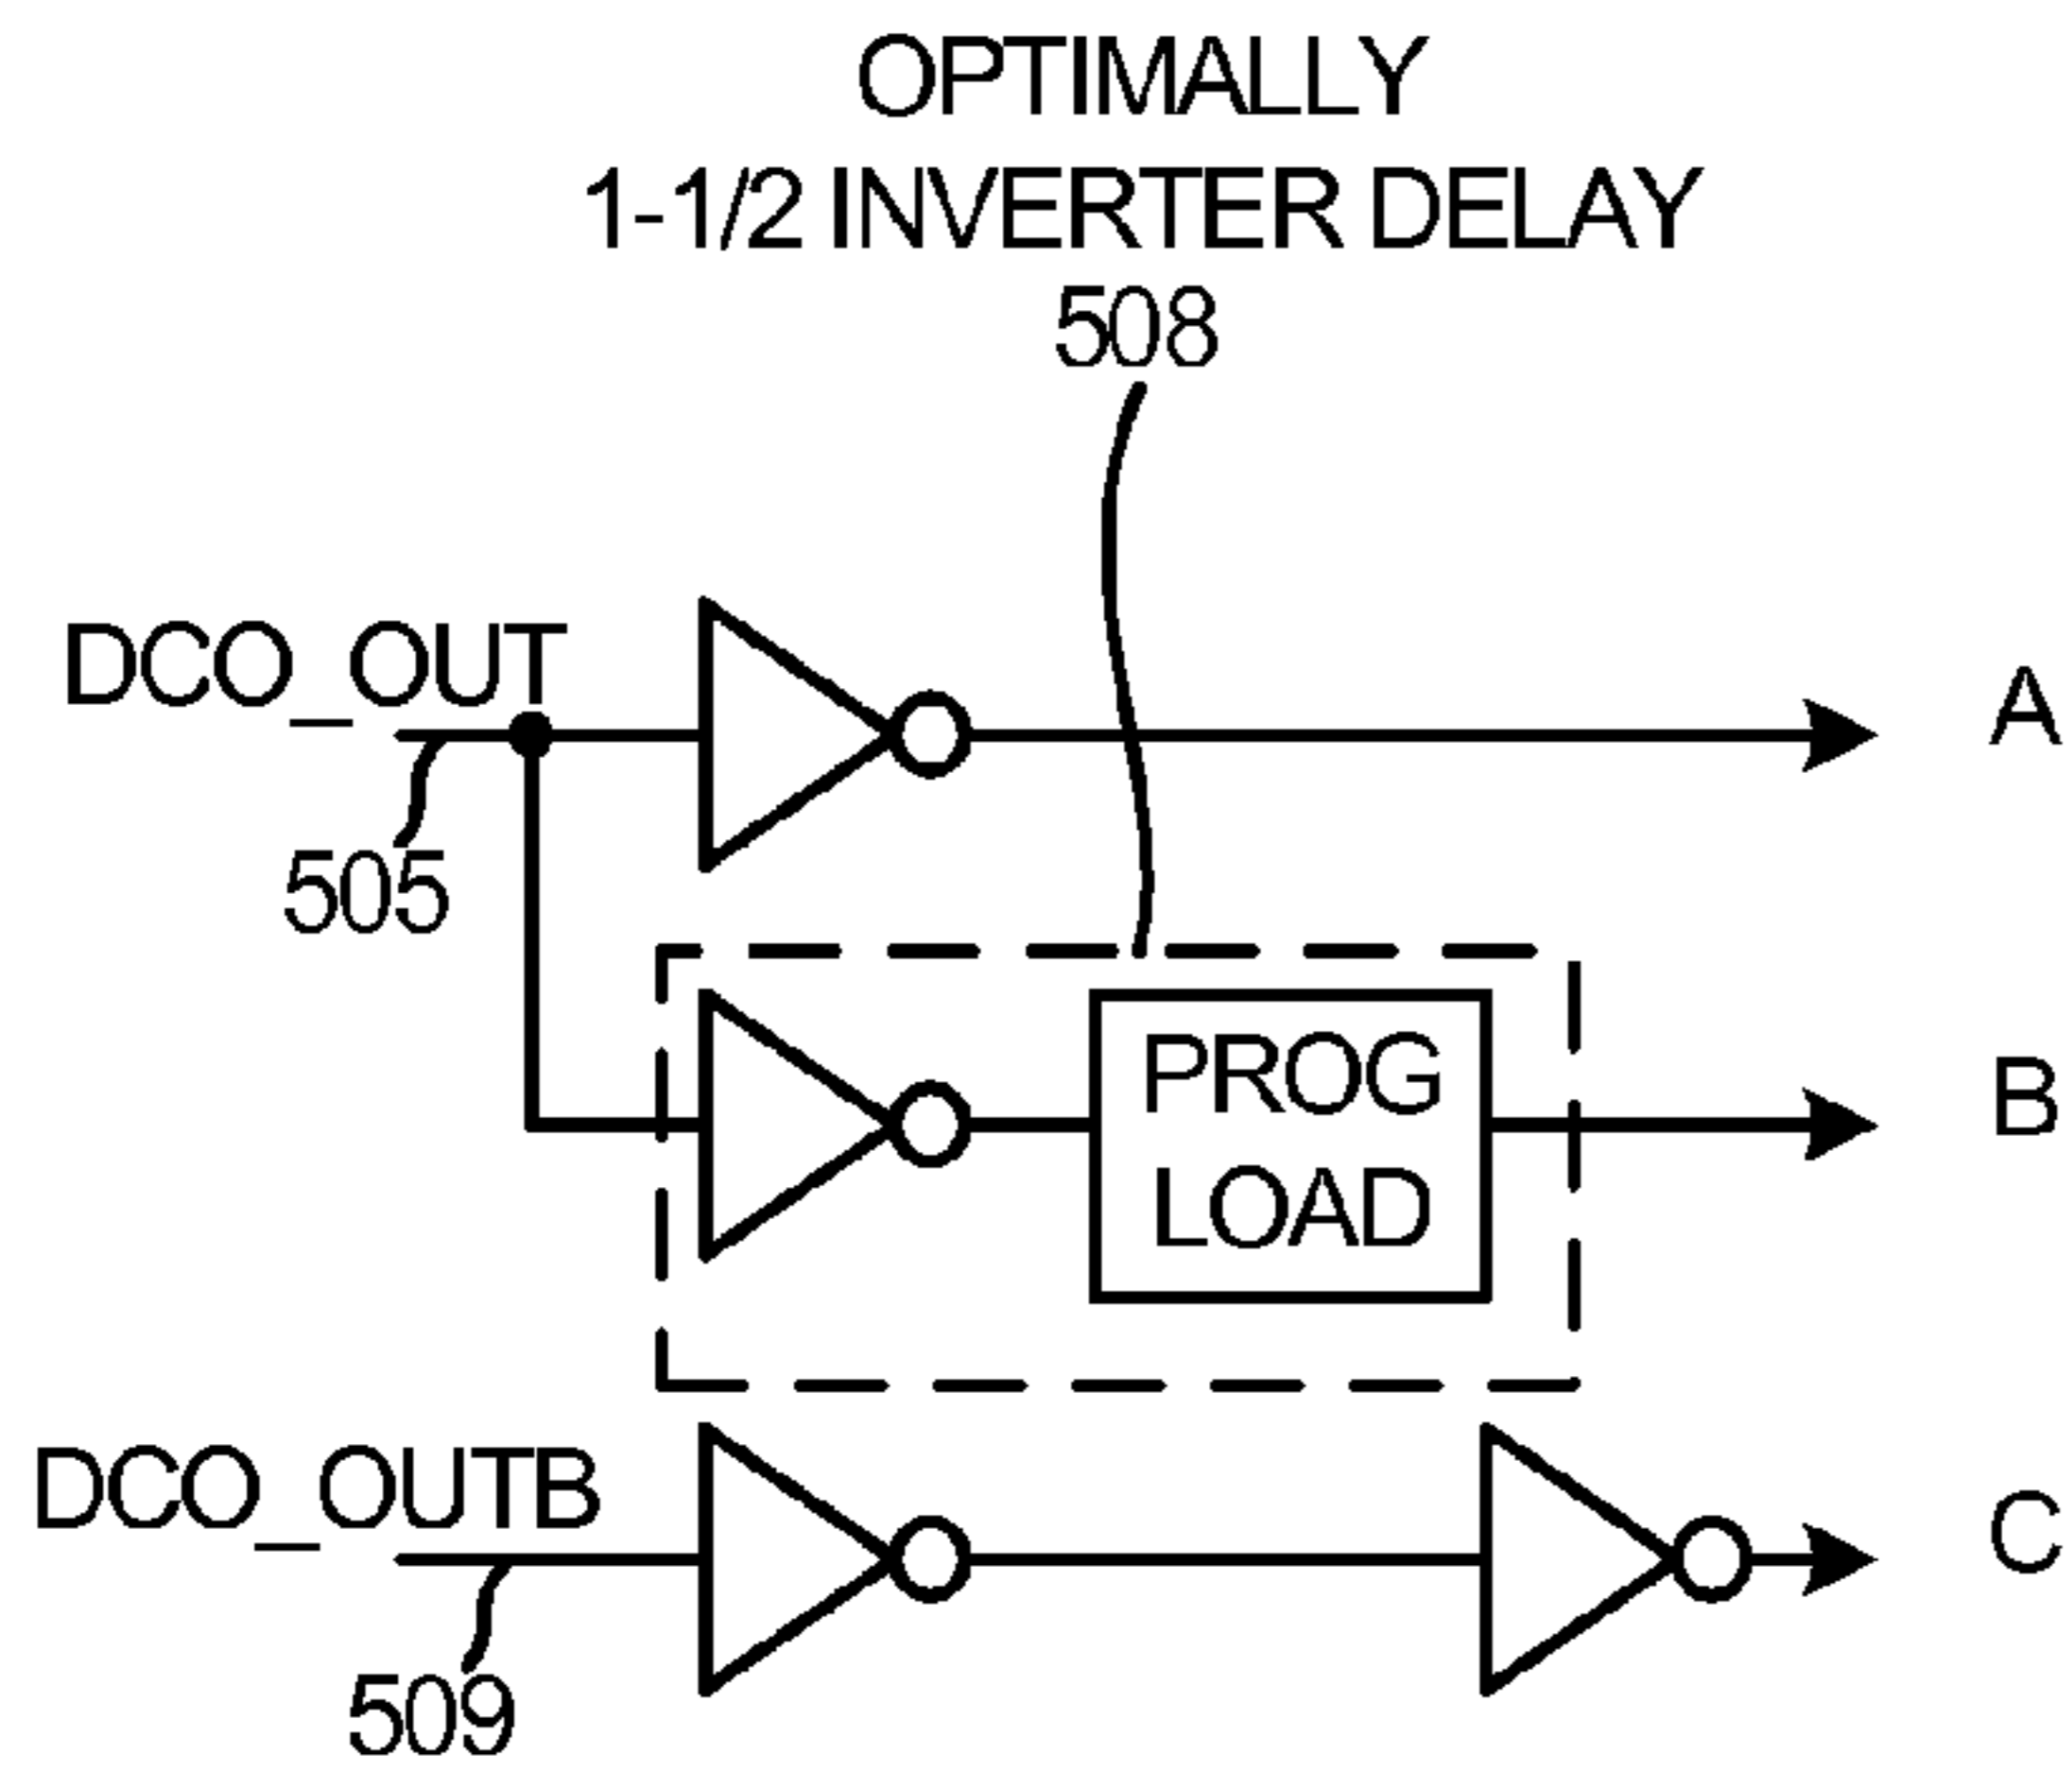 OPTIMALLY
1-1/2 INVERTER DELAY
508
DCO_OUT
A
505
PROG
LOAD
B
DCO_OUTB
C
509